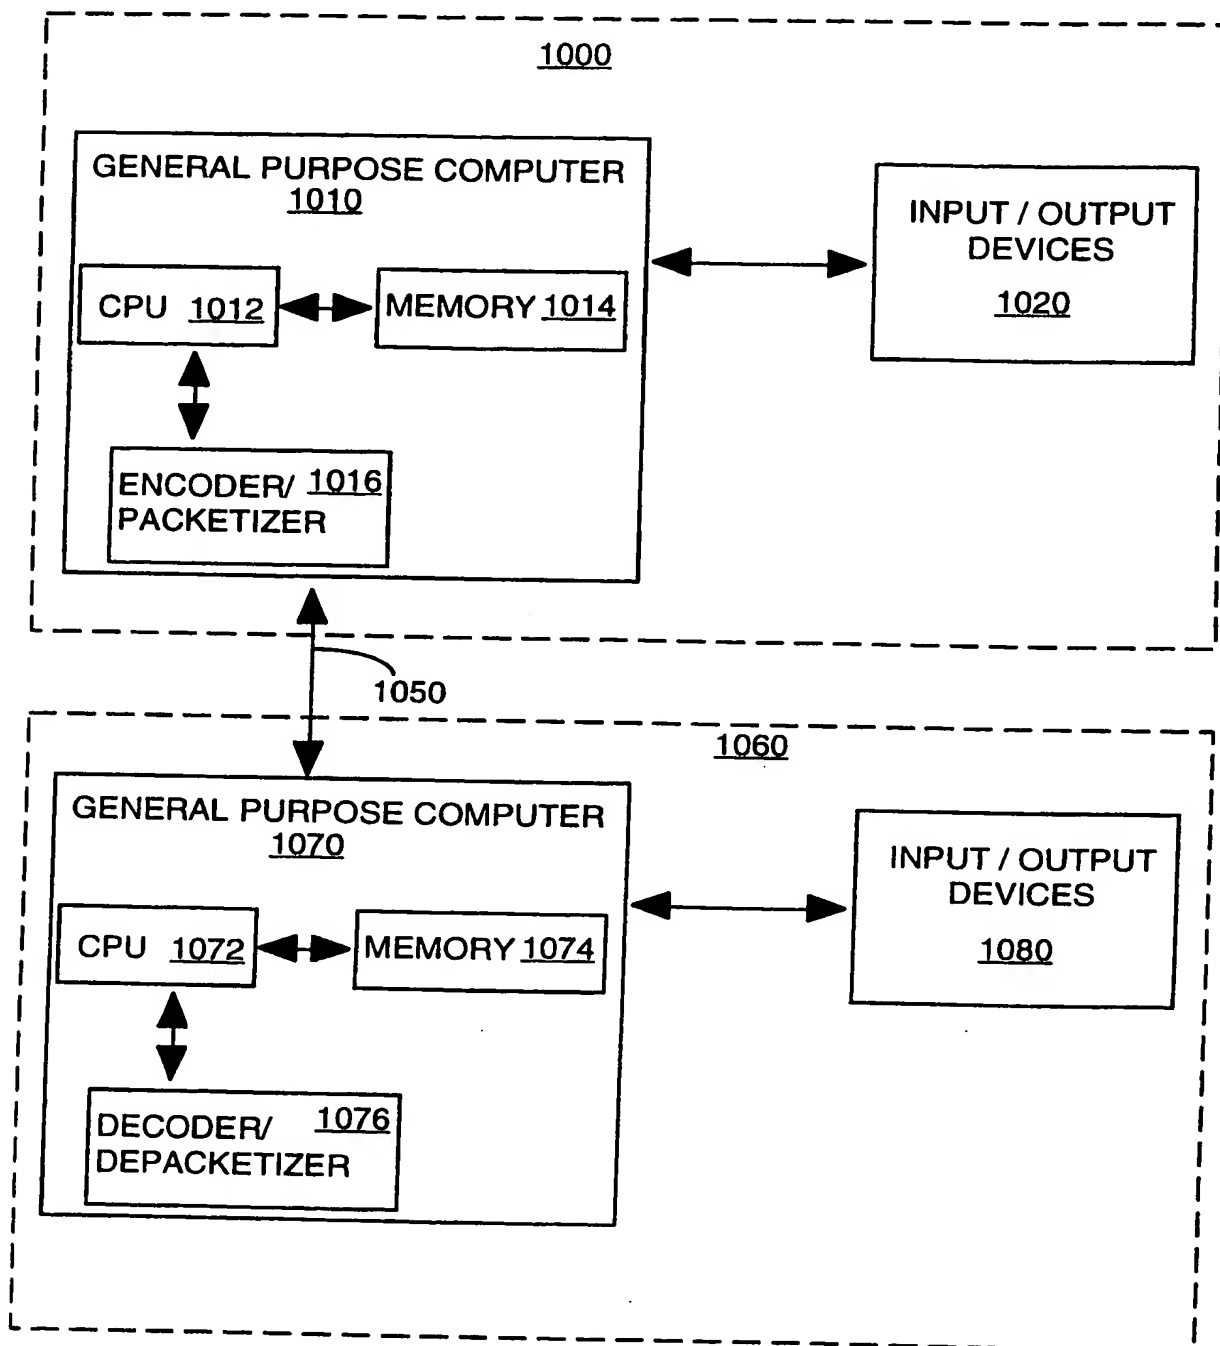 1000
GENERAL PURPOSE COMPUTER
1010
CPU 1012
MEMORY 1014
ENCODER/ 1016
PACKETIZER
INPUT / OUTPUT
DEVICES
1020
1050
1060
GENERAL PURPOSE COMPUTER
1070
CPU 1072
MEMORY 1074
DECODER/ 1076
DEPACKETIZER
INPUT / OUTPUT
DEVICES
1080